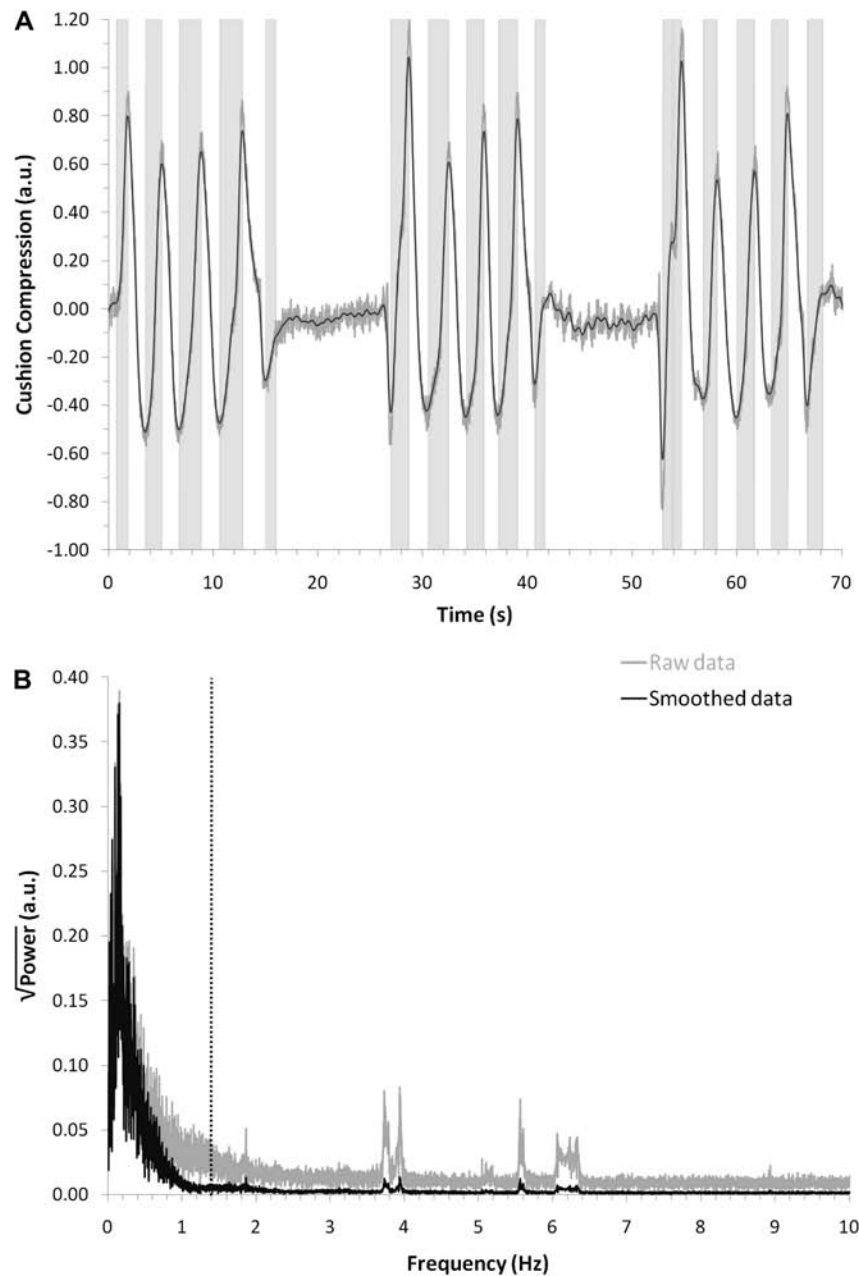 A
1.20
1.00
0.80
0.60
0.40
0.20
0.00
-0.20
-0.40
-0.60
-0.80
-1.00
Cushion Compression (a.u.)
0 10 20 30 40 50 60 70
Time (s)
B
Raw data
Smoothed data
0.40
0.35
0.30
0.25
0.20
0.15
0.10
0.05
0.00
√Power (a.u.)
0 1 2 3 4 5 6 7 8 9 10
Frequency (Hz)